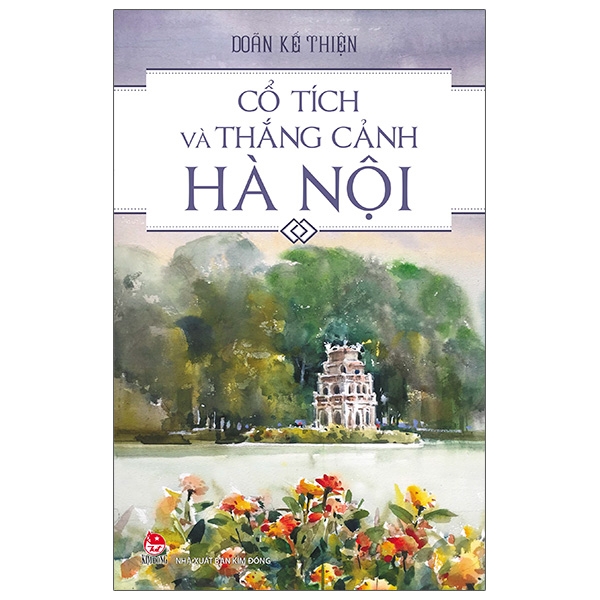 DOÃN KẾ THIỆN
CỔ TÍCH
VÀ THẮNG CẢNH
HÀ NỘI
NHÀ XUẤT BẢN KIM ĐỒNG